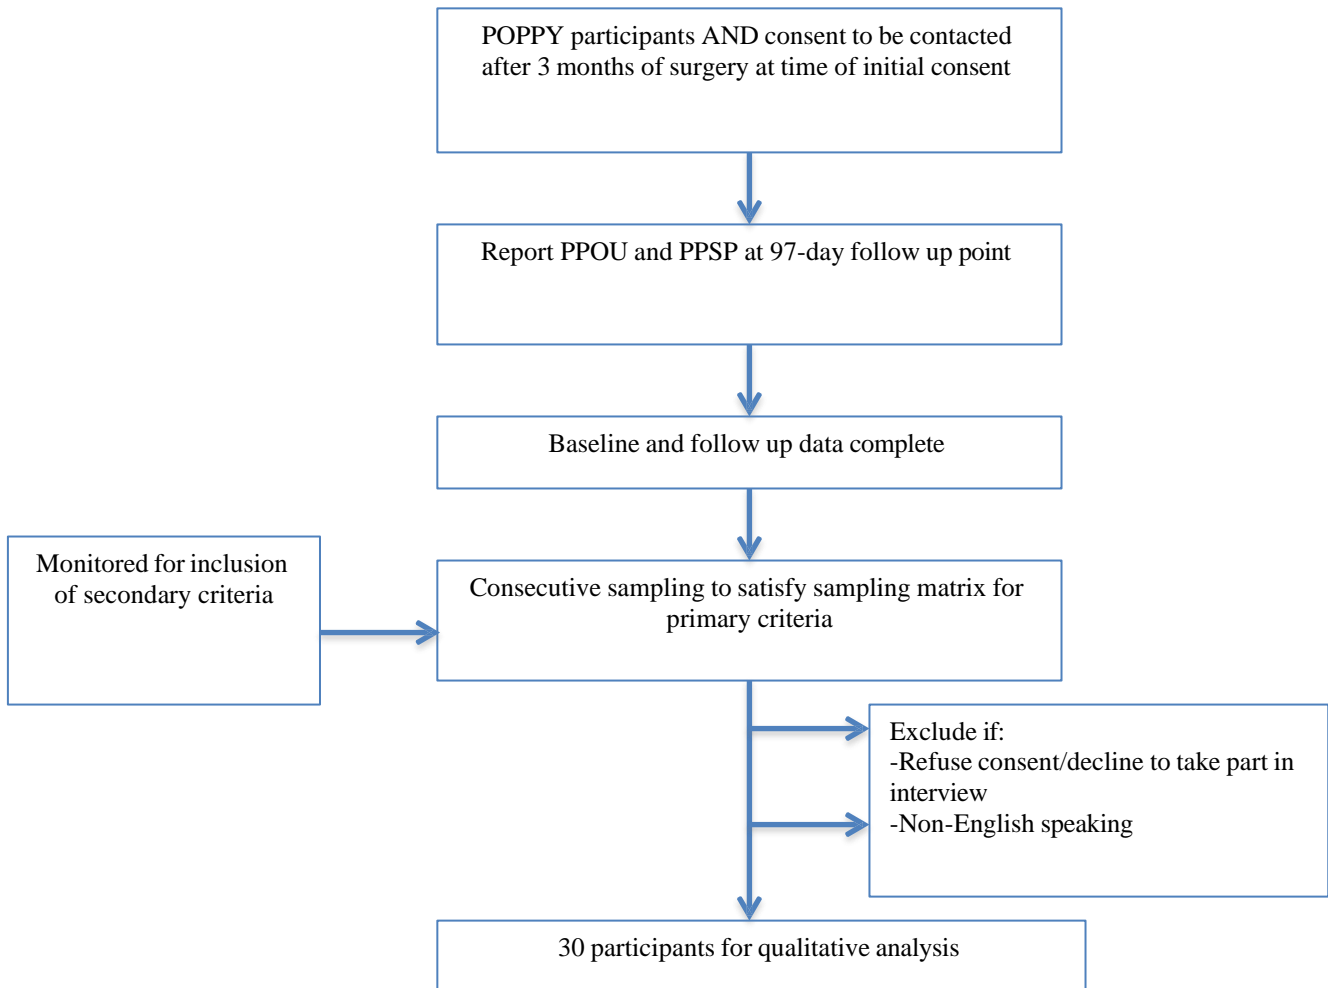 POPPY participants AND consent to be contacted
after 3 months of surgery at time of initial consent
Report PPOU and PPSP at 97-day follow up point
Baseline and follow up data complete
Monitored for inclusion
of secondary criteria
Consecutive sampling to satisfy sampling matrix for
primary criteria
Exclude if:
-Refuse consent/decline to take part in
interview
-Non-English speaking
30 participants for qualitative analysis